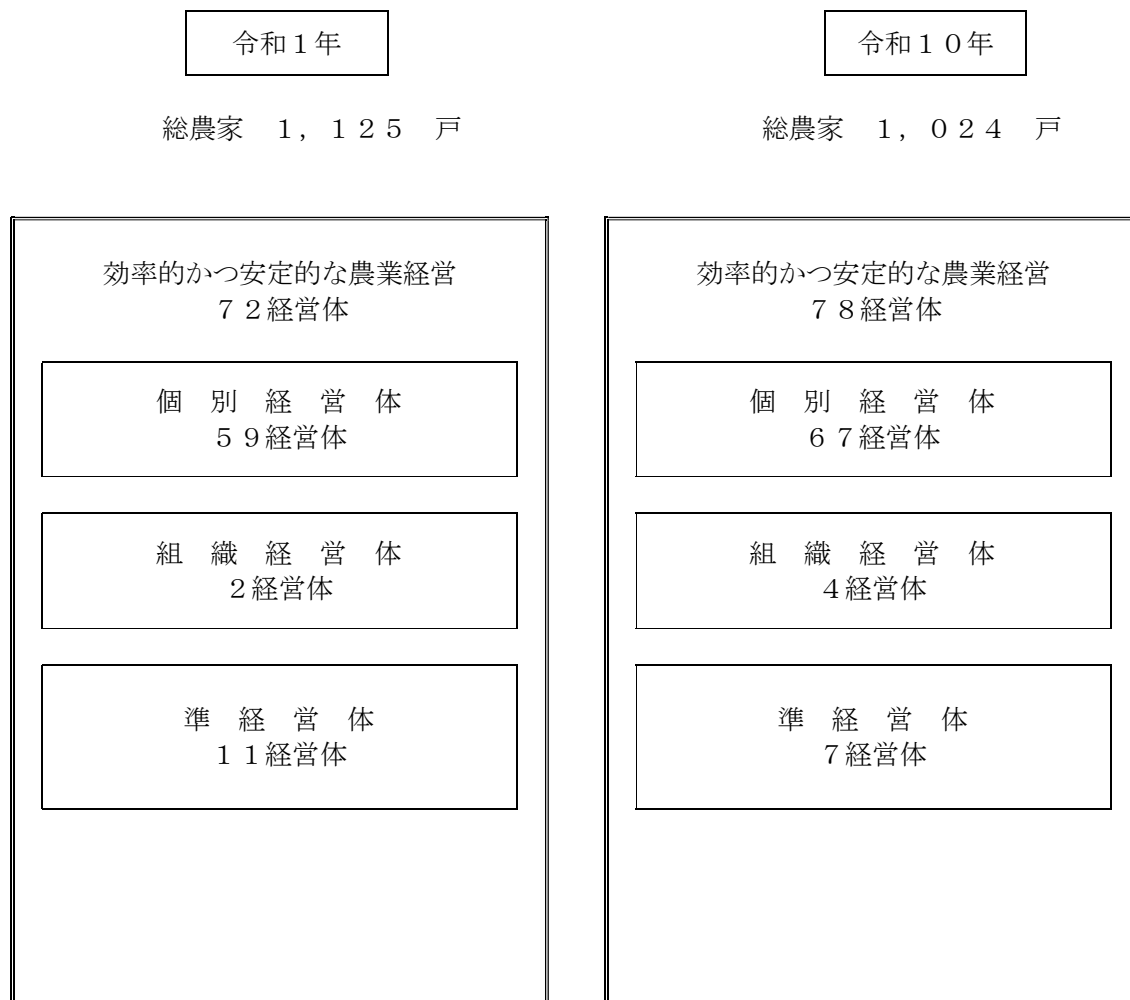 令和１年
総農家　１，１２５　戸
効率的かつ安定的な農業経営
７２経営体
個　別　経　営　体
５９経営体
組　織　経　営　体
２経営体
準　経　営　体
１１経営体
令和１０年
総農家　１，０２４　戸
効率的かつ安定的な農業経営
７８経営体
個　別　経　営　体
６７経営体
組　織　経　営　体
４経営体
準　経　営　体
７経営体